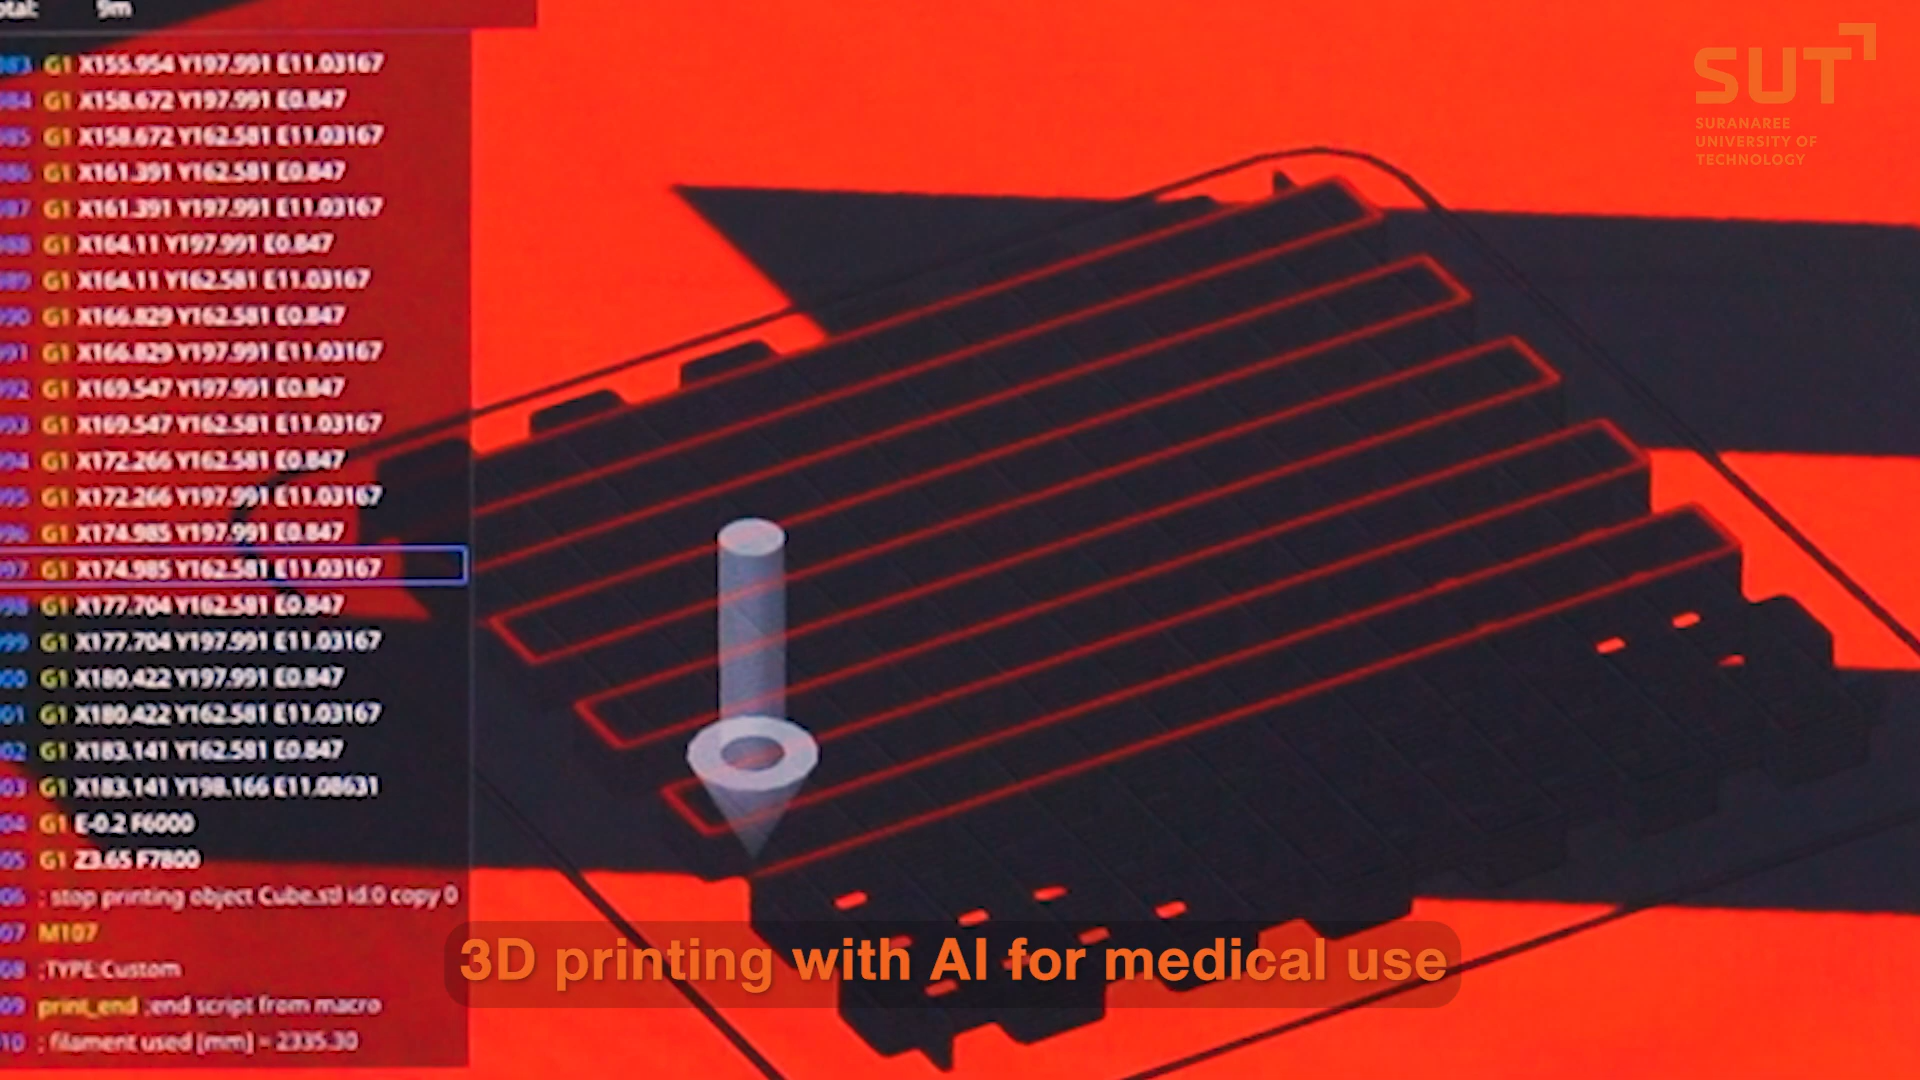 9m
G1 X155.954 Y197.991 E11.03167
G1 X158.672 Y197.991 E0.847
G1 X158.672 Y162.581 E11.03167
G1 X161.391 Y162.581 E0.847
G1 X161.391 Y197.991 E11.03167
G1 X164.11 Y197.991 E0.847
G1 X164.11 Y162.581 E11.03167
G1 X166.829 Y162.581 E0.847
G1 X166.829 Y197.991 E11.03167
G1 X169.547 Y197.991 E0.847
G1 X169.547 Y162.581 E11.03167
G1 X172.266 Y162.581 E0.847
G1 X172.266 Y197.991 E11.03167
G1 X174.985 Y197.991 E0.847
G1 X174.985 Y162.581 E11.03167
G1 X177.704 Y162.581 E0.847
G1 X177.704 Y197.991 E11.03167
G1 X180.422 Y197.991 E0.847
G1 X180.422 Y162.581 E11.03167
G1 X183.141 Y162.581 E0.847
G1 X183.141 Y198.166 E11.08631
G1 E-0.2 F6000
G1 Z3.65 F7800
; stop printing object Cube.stl id:0 copy 0
M107
;TYPE:Custom
print_end ;end script from macro
; filament used [mm] = 2335.30
SUT
SURANAREE
UNIVERSITY OF
TECHNOLOGY
3D printing with AI for medical use